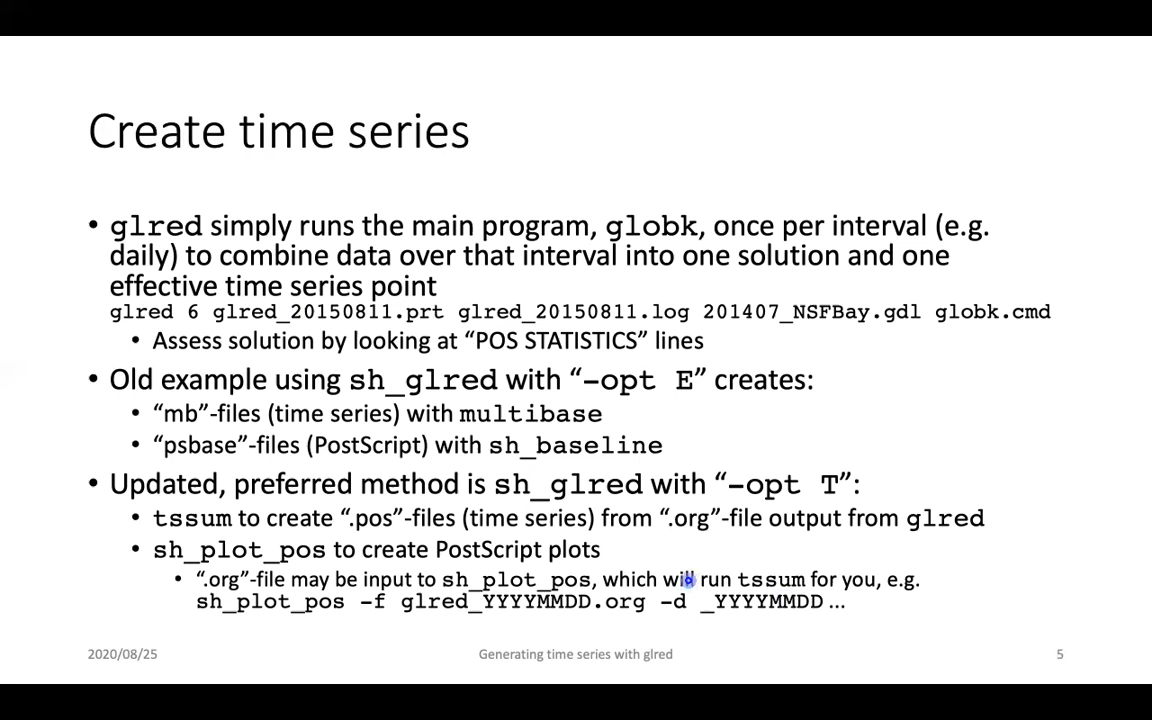 Create time series
• glred simply runs the main program, globk, once per interval (e.g.
daily) to combine data over that interval into one solution and one
effective time series point
glred 6 glred_20150811.prt glred_20150811.log 201407_NSFBay.gdl globk.cmd
• Assess solution by looking at “POS STATISTICS” lines
• Old example using sh_glred with “-opt E” creates:
• “mb”-files (time series) with multibase
• “psbase”-files (PostScript) with sh_baseline
• Updated, preferred method is sh_glred with “-opt T”:
• tssum to create “.pos”-files (time series) from “.org”-file output from glred
• sh_plot_pos to create PostScript plots
• “.org”-file may be input to sh_plot_pos, which will run tssum for you, e.g.
sh_plot_pos -f glred_YYYYMMDD.org -d _YYYYMMDD …
2020/08/25
Generating time series with glred
5